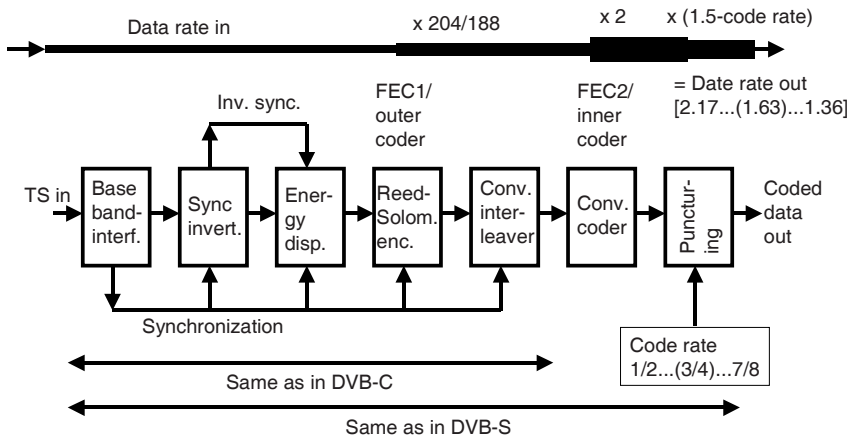 Data rate in
x 204/188
x 2
x (1.5-code rate)
= Date rate out
[2.17...(1.63)...1.36]
Inv. sync.
FEC1/
outer
coder
FEC2/
inner
coder
TS in
Base
band-
interf.
Sync
invert.
Ener-
gy
disp.
Reed-
Solom.
enc.
Conv.
inter-
leaver
Conv.
coder
Punctur-
ing
Coded
data
out
Synchronization
Code rate
1/2...(3/4)...7/8
Same as in DVB-C
Same as in DVB-S